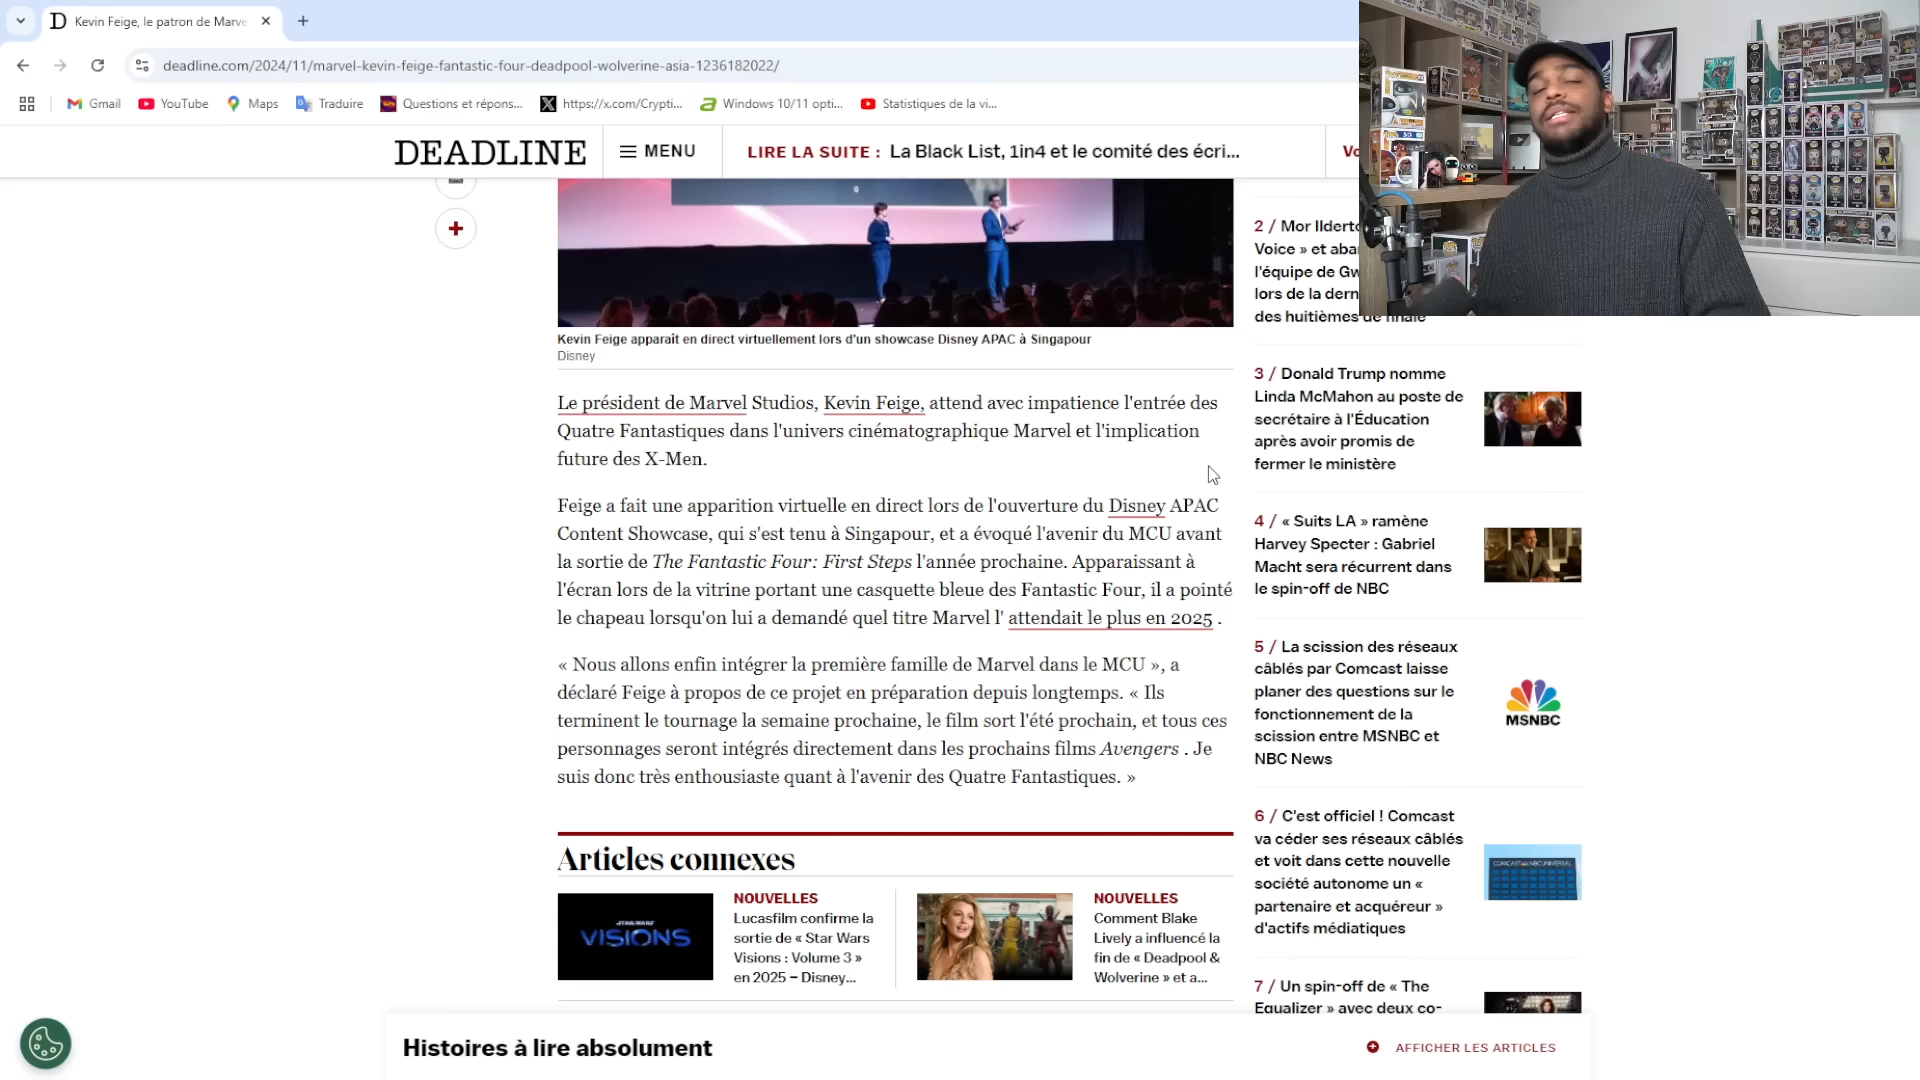 Kevin Feige, le patron de Marve
deadline.com/2024/11/marvel-kevin-feige-fantastic-four-deadpool-wolverine-asia-1236182022/
Gmail YouTube Maps Traduire Questions et répons... https://x.com/Crypti... Windows 10/11 opti... Statistiques de la vi...
DEADLINE
MENU
LIRE LA SUITE : La Black List, 1in4 et le comité des écri...
Kevin Feige apparaît en direct virtuellement lors d'un showcase Disney APAC à Singapour
Disney
Le président de Marvel Studios, Kevin Feige, attend avec impatience l'entrée des
Quatre Fantastiques dans l'univers cinématographique Marvel et l'implication
future des X-Men.
Feige a fait une apparition virtuelle en direct lors de l'ouverture du Disney APAC
Content Showcase, qui s'est tenu à Singapour, et a évoqué l'avenir du MCU avant
la sortie de The Fantastic Four: First Steps l'année prochaine. Apparaissant à
l'écran lors de la vitrine portant une casquette bleue des Fantastic Four, il a pointé
le chapeau lorsqu'on lui a demandé quel titre Marvel l' attendait le plus en 2025 .
« Nous allons enfin intégrer la première famille de Marvel dans le MCU », a
déclaré Feige à propos de ce projet en préparation depuis longtemps. « Ils
terminent le tournage la semaine prochaine, le film sort l'été prochain, et tous ces
personnages seront intégrés directement dans les prochains films Avengers . Je
suis donc très enthousiaste quant à l'avenir des Quatre Fantastiques. »
Articles connexes
STAR WARS
VISIONS
NOUVELLES
Lucasfilm confirme la
sortie de « Star Wars
Visions : Volume 3 »
en 2025 – Disney...
NOUVELLES
Comment Blake
Lively a influencé la
fin de « Deadpool &
Wolverine » et a...
2 / Mor Ilderto
Voice » et aba
l'équipe de Gw
lors de la dern
des huitièmes de finale
3 / Donald Trump nomme
Linda McMahon au poste de
secrétaire à l'Éducation
après avoir promis de
fermer le ministère
4 / « Suits LA » ramène
Harvey Specter : Gabriel
Macht sera récurrent dans
le spin-off de NBC
5 / La scission des réseaux
câblés par Comcast laisse
planer des questions sur le
fonctionnement de la
scission entre MSNBC et
NBC News
MSNBC
6 / C'est officiel ! Comcast
va céder ses réseaux câblés
et voit dans cette nouvelle
société autonome un «
partenaire et acquéreur »
d'actifs médiatiques
COMCAST NBCUNIVERSAL
7 / Un spin-off de « The
Equalizer » avec deux co-
Histoires à lire absolument
AFFICHER LES ARTICLES